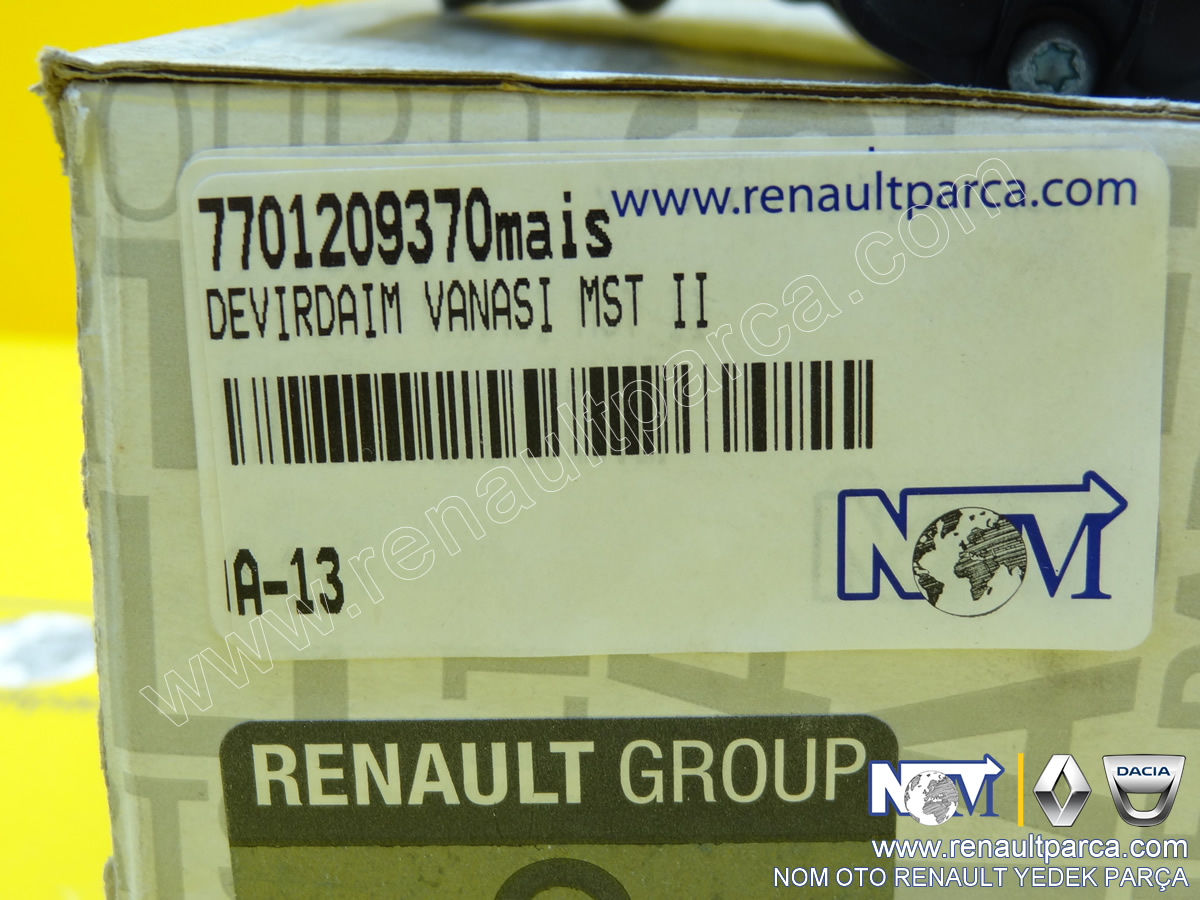 7701209370mais
www.renaultparca.com
DEVIRDAIM VANASI MST II
www.renaultparca.com
A-13
NOM
RENAULT GROUP
NOM
DACIA
www.renaultparca.com
NOM OTO RENAULT YEDEK PARÇA